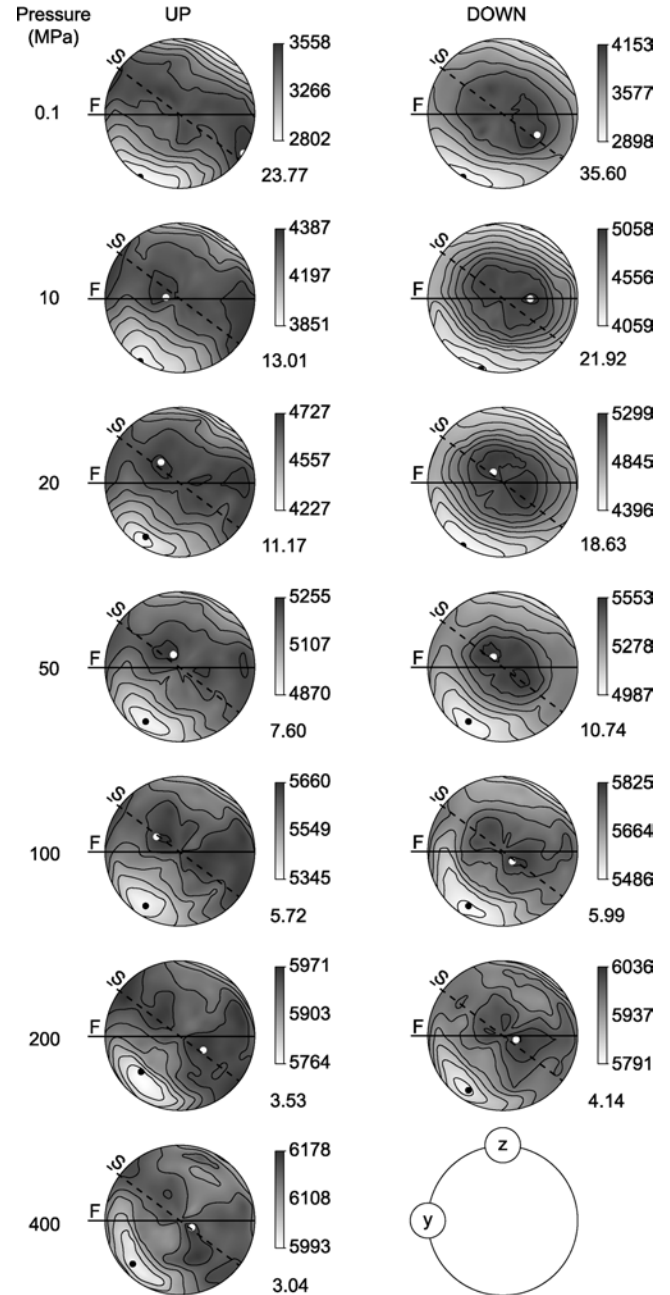 Pressure (MPa) UP DOWN
0.1 S F 3558 3266 2802 23.77 S F 4153 3577 2898 35.60
10 S F 4387 4197 3851 13.01 S F 5058 4556 4059 21.92
20 S F 4727 4557 4227 11.17 S F 5299 4845 4396 18.63
50 S F 5255 5107 4870 7.60 S F 5553 5278 4987 10.74
100 S F 5660 5549 5345 5.72 S F 5825 5664 5486 5.99
200 S F 5971 5903 5764 3.53 S F 6036 5937 5791 4.14
400 S F 6178 6108 5993 3.04 z y